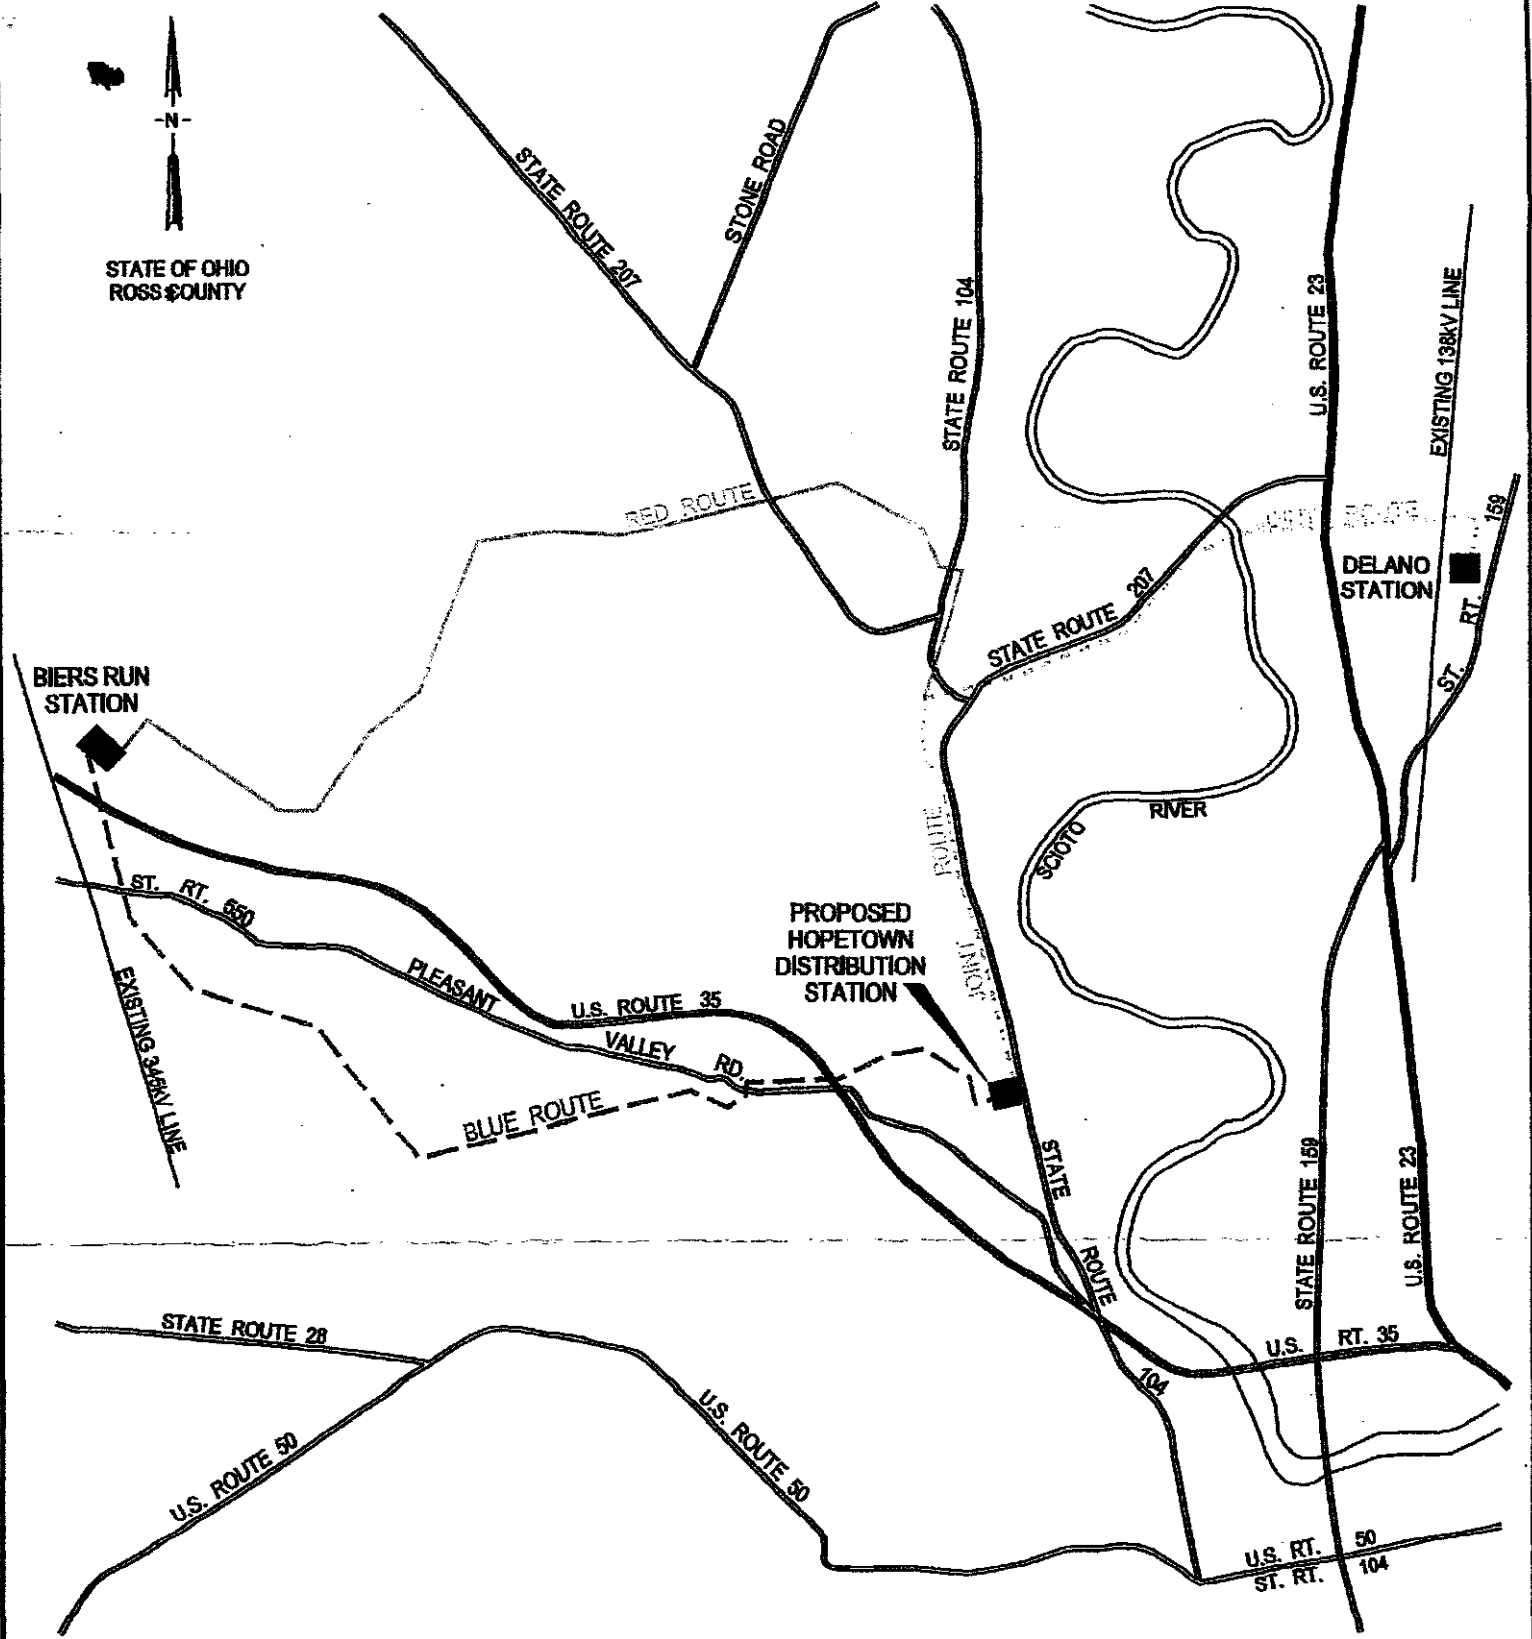 -N-
STATE OF OHIO
ROSS COUNTY
STATE ROUTE 207
STONE ROAD
STATE ROUTE 104
U.S. ROUTE 23
EXISTING 138kV LINE
RED ROUTE
ROUTE
159
ST. RT.
DELANO
STATION
STATE ROUTE 207
BIERS RUN
STATION
SCIOTO RIVER
JOINT ROUTE
ST. RT. 550
PLEASANT VALLEY RD.
U.S. ROUTE 35
PROPOSED
HOPETOWN
DISTRIBUTION
STATION
EXISTING 345kV LINE
BLUE ROUTE
STATE ROUTE 104
STATE ROUTE 159
U.S. ROUTE 23
STATE ROUTE 28
U.S. RT. 35
U.S. ROUTE 50
U.S. ROUTE 50
U.S. RT. 50
ST. RT. 104